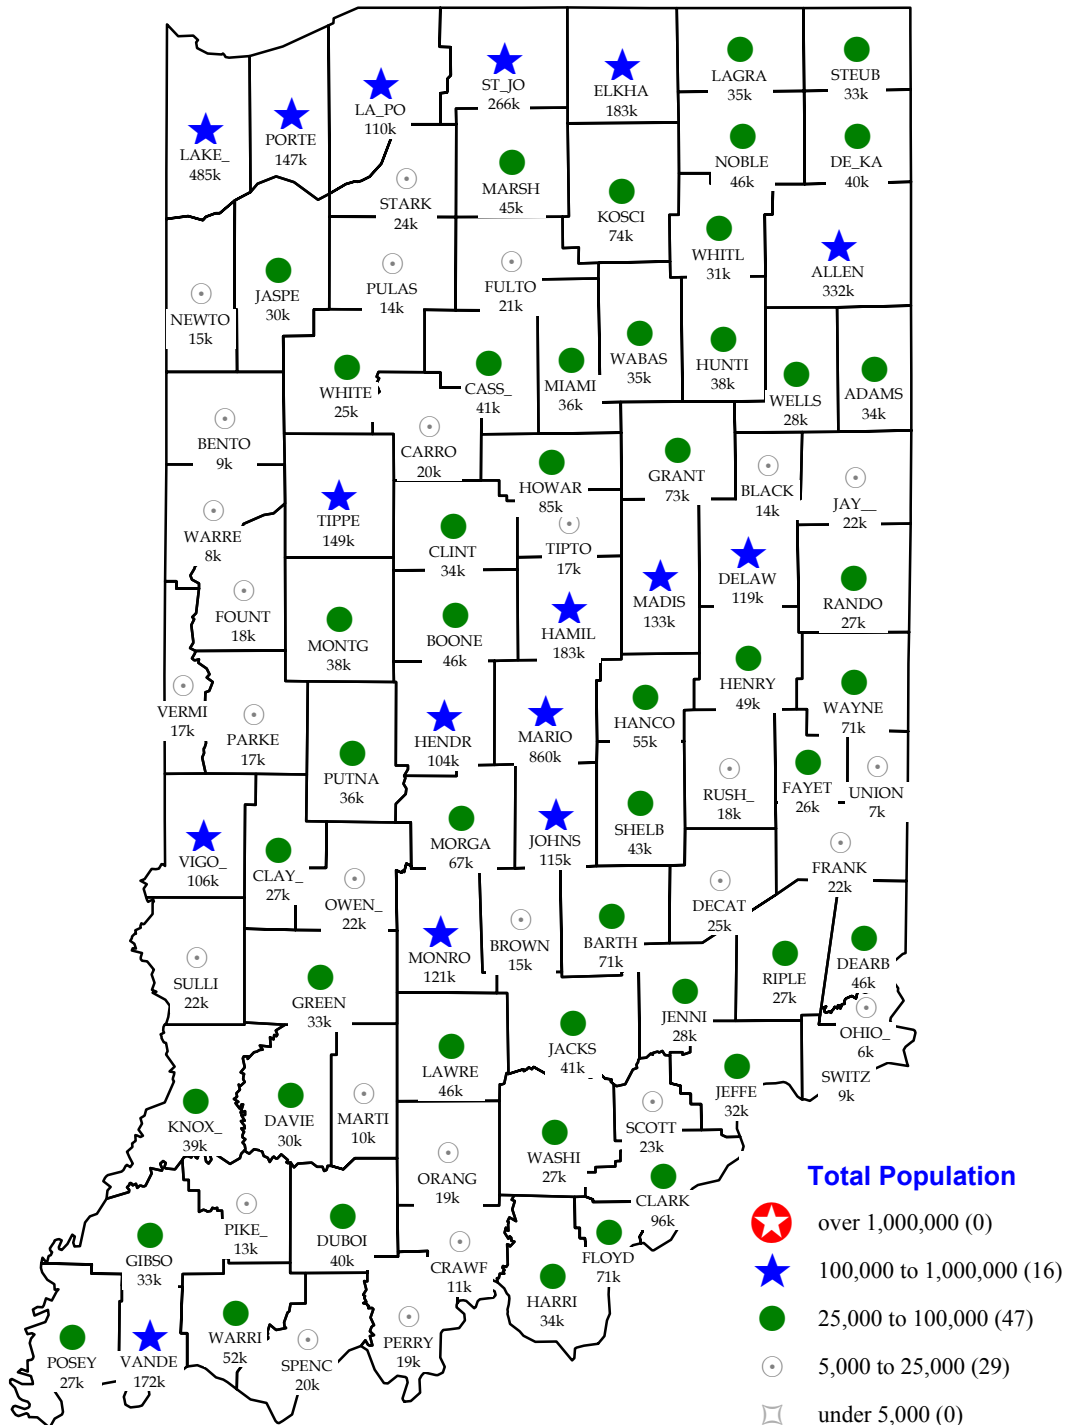 LAGRA
35k
STEUB
33k
ST_JO
266k
ELKHA
183k
LA_PO
110k
PORTE
147k
LAKE_
485k
NOBLE
46k
DE_KA
40k
MARSH
45k
STARK
24k
KOSCI
74k
WHITL
31k
ALLEN
332k
JASPE
30k
PULAS
14k
FULTO
21k
NEWTO
15k
WABAS
35k
HUNTI
38k
WHITE
25k
CASS_
41k
MIAMI
36k
WELLS
28k
ADAMS
34k
BENTO
9k
CARRO
20k
HOWAR
85k
GRANT
73k
BLACK
14k
JAY__
22k
WARRE
8k
TIPPE
149k
CLINT
34k
TIPTO
17k
DELAW
119k
MADIS
133k
RANDO
27k
FOUNT
18k
MONTG
38k
BOONE
46k
HAMIL
183k
HENRY
49k
WAYNE
71k
VERMI
17k
PARKE
17k
HENDR
104k
MARIO
860k
HANCO
55k
PUTNA
36k
RUSH_
18k
FAYET
26k
UNION
7k
VIGO_
106k
CLAY_
27k
MORGA
67k
JOHNS
115k
SHELB
43k
FRANK
22k
OWEN_
22k
DECAT
25k
MONRO
121k
BROWN
15k
BARTH
71k
RIPLE
27k
DEARB
46k
SULLI
22k
GREEN
33k
JENNI
28k
OHIO_
6k
LAWRE
46k
JACKS
41k
JEFFE
32k
SWITZ
9k
KNOX_
39k
DAVIE
30k
MARTI
10k
SCOTT
23k
ORANG
19k
WASHI
27k
CLARK
96k
PIKE_
13k
DUBOI
40k
GIBSO
33k
CRAWF
11k
FLOYD
71k
HARRI
34k
POSEY
27k
VANDE
172k
WARRI
52k
SPENC
20k
PERRY
19k
Total Population
over 1,000,000 (0)
100,000 to 1,000,000 (16)
25,000 to 100,000 (47)
5,000 to 25,000 (29)
under 5,000 (0)